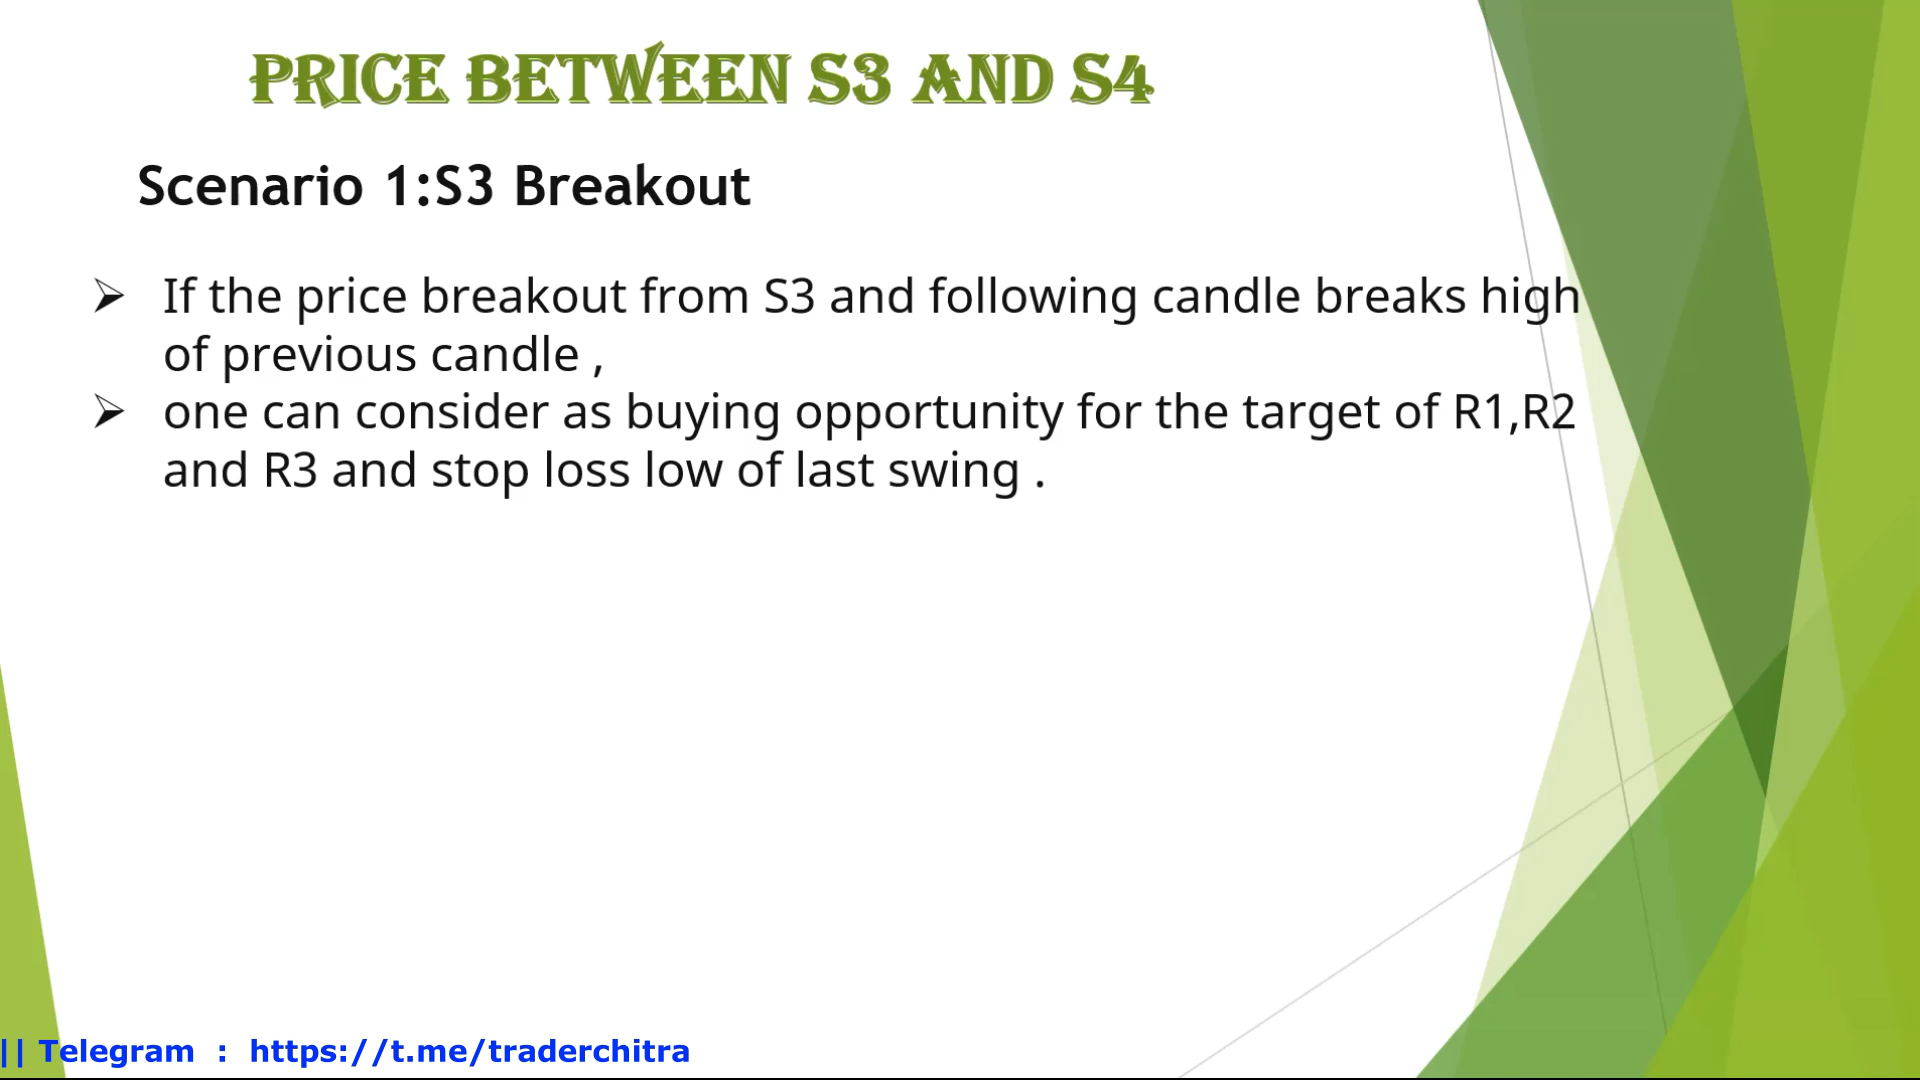 PRICE BETWEEN S3 AND S4
Scenario 1:S3 Breakout
➢ If the price breakout from S3 and following candle breaks high
of previous candle ,
➢ one can consider as buying opportunity for the target of R1,R2
and R3 and stop loss low of last swing .
|| Telegram : https://t.me/traderchitra